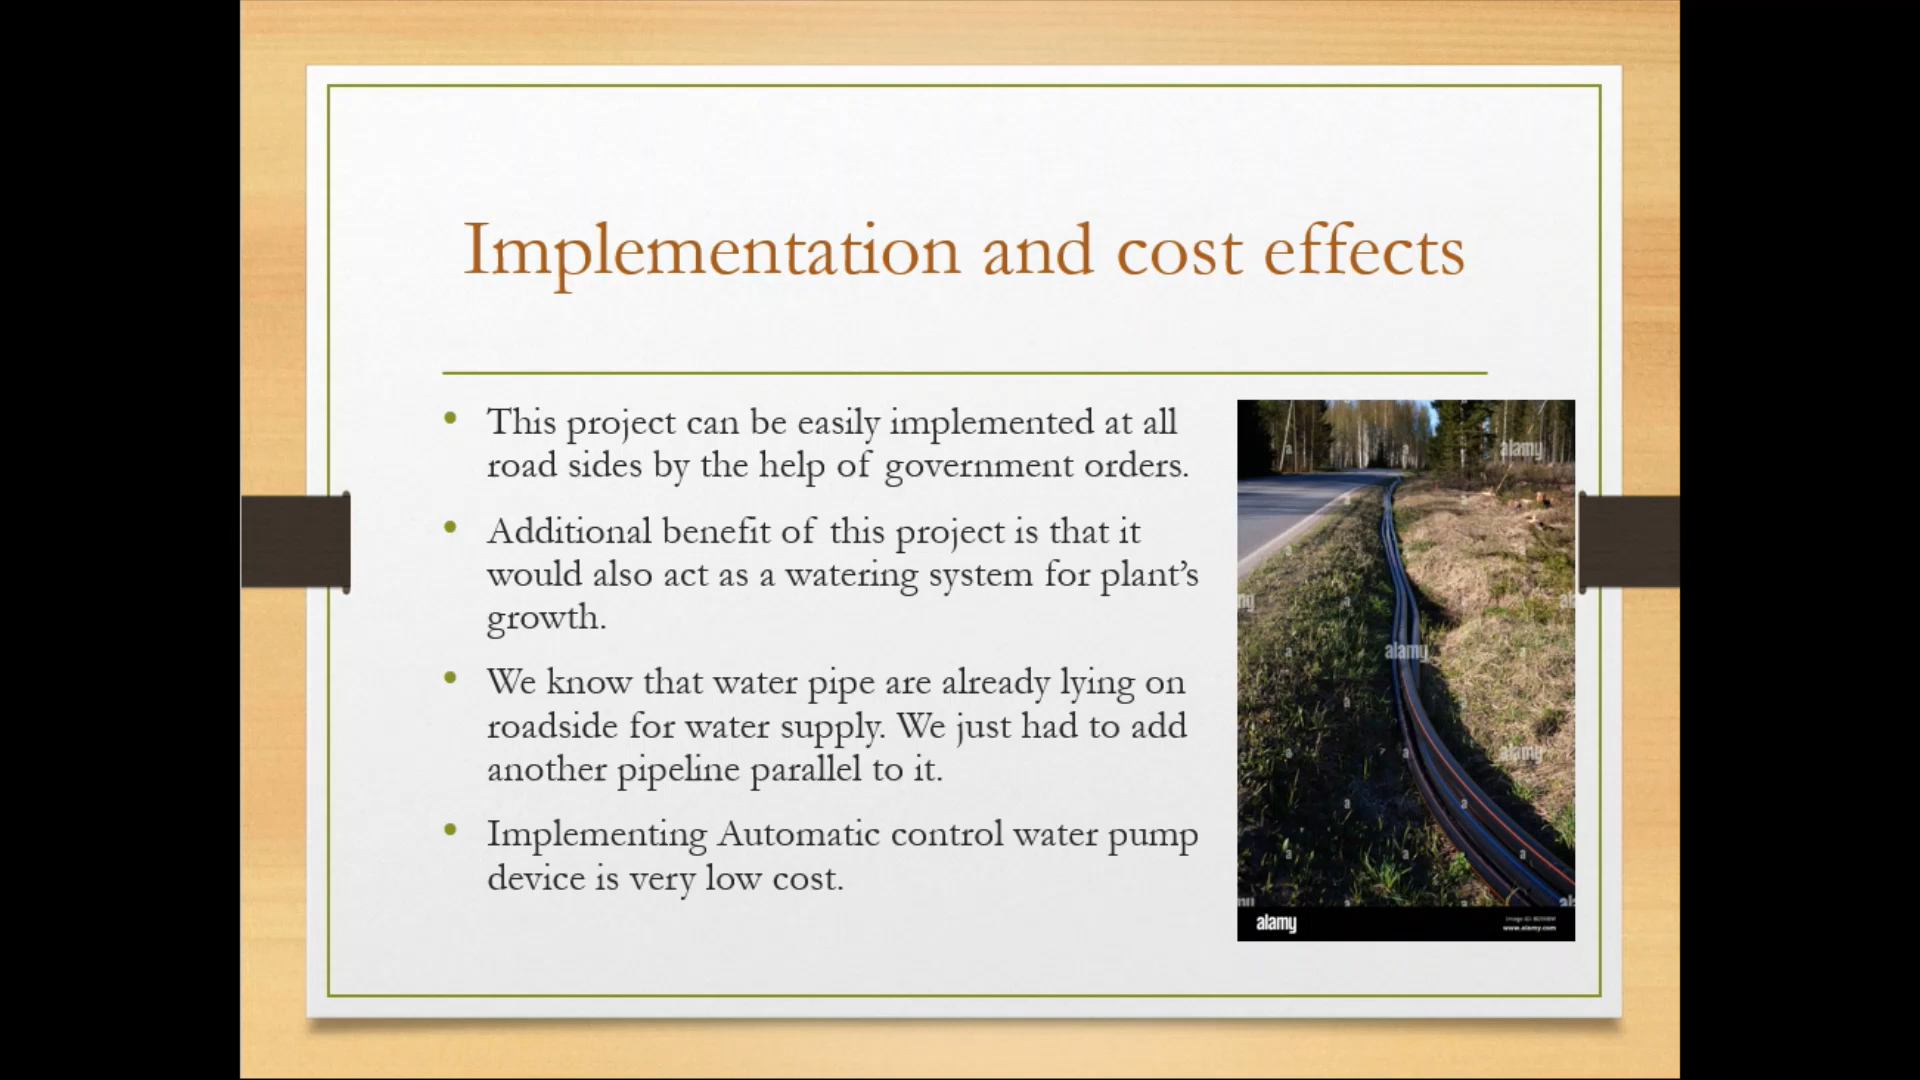 Implementation and cost effects
• This project can be easily implemented at all
road sides by the help of government orders.
• Additional benefit of this project is that it
would also act as a watering system for plant’s
growth.
• We know that water pipe are already lying on
roadside for water supply. We just had to add
another pipeline parallel to it.
• Implementing Automatic control water pump
device is very low cost.
alamy
alamy
alamy
alamy
www.alamy.com